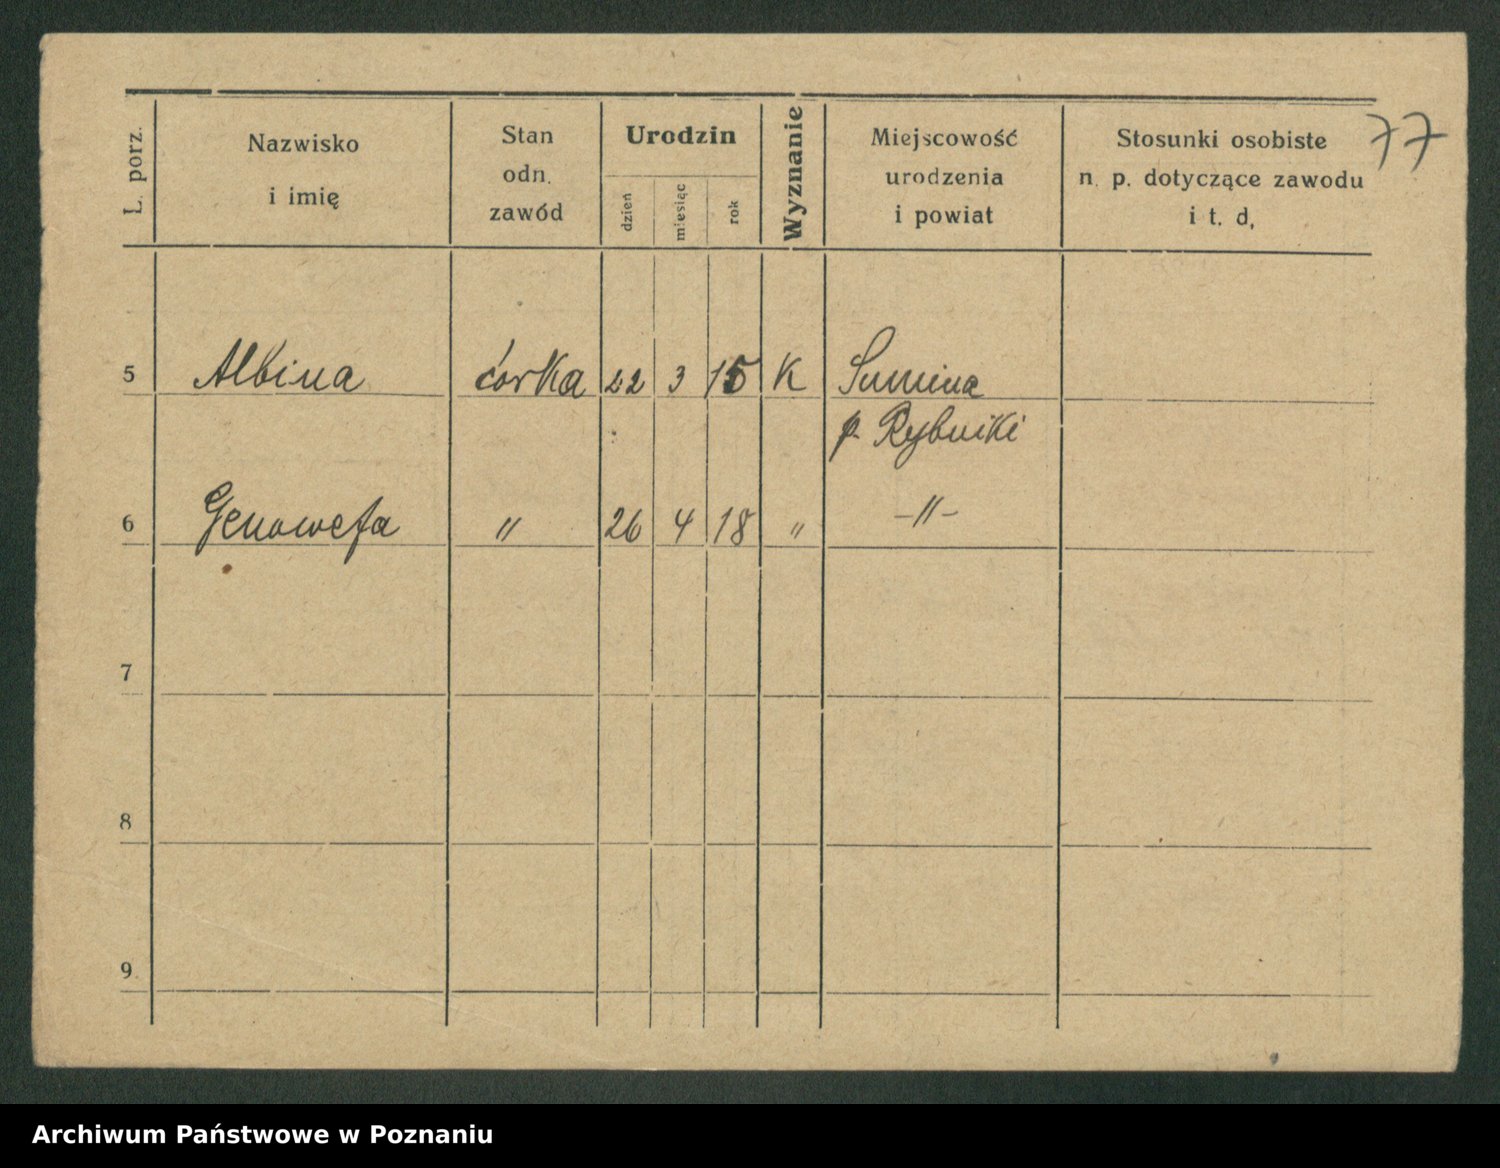 77
L. porz.
Nazwisko
i imię
Stan
odn.
zawód
Urodzin
dzień
miesiąc
rok
Wyznanie
Miejscowość
urodzenia
i powiat
Stosunki osobiste
n. p. dotyczące zawodu
i t. d,
5 Albina córka 22 3 15 K Sumina
p. Rybniki
6 Genowefa " 26 4 18 " -"-
7
8
9.
Archiwum Państwowe w Poznaniu